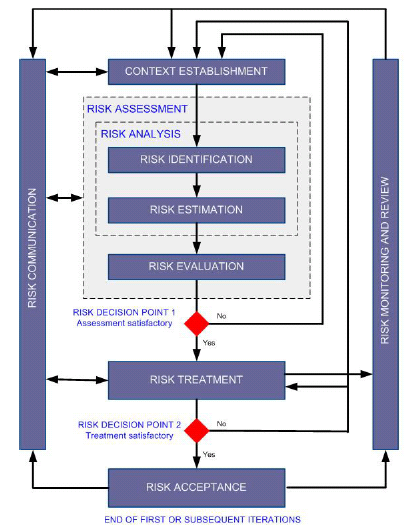 CONTEXT ESTABLISHMENT
RISK ASSESSMENT
RISK ANALYSIS
RISK IDENTIFICATION
RISK ESTIMATION
RISK EVALUATION
RISK COMMUNICATION
RISK MONITORING AND REVIEW
RISK DECISION POINT 1
Assessment satisfactory
No
Yes
RISK TREATMENT
RISK DECISION POINT 2
Treatment satisfactory
No
Yes
RISK ACCEPTANCE
END OF FIRST OR SUBSEQUENT ITERATIONS